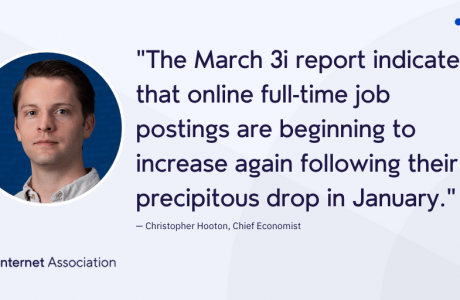 "The March 3i report indicate
that online full-time job
postings are beginning to
increase again following their
precipitous drop in January."
— Christopher Hooton, Chief Economist
nternet Association